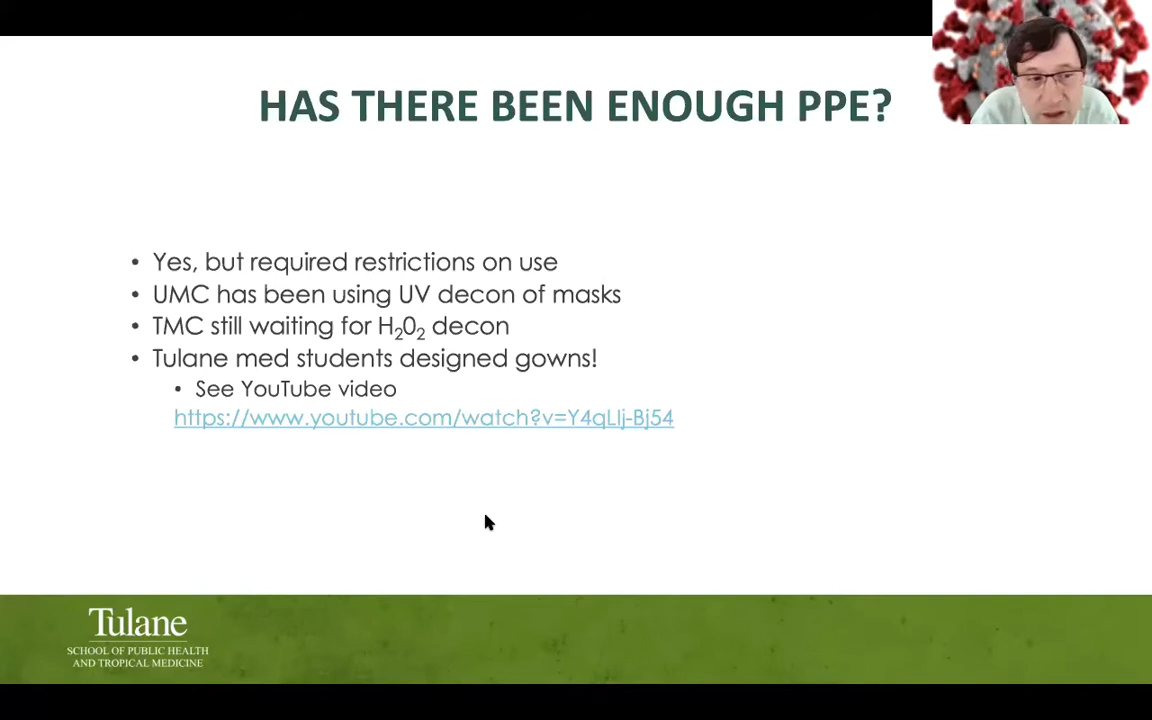 HAS THERE BEEN ENOUGH PPE?
• Yes, but required restrictions on use
• UMC has been using UV decon of masks
• TMC still waiting for H₂0₂ decon
• Tulane med students designed gowns!
• See YouTube video
https://www.youtube.com/watch?v=Y4qLIj-Bj54
Tulane
SCHOOL OF PUBLIC HEALTH
AND TROPICAL MEDICINE